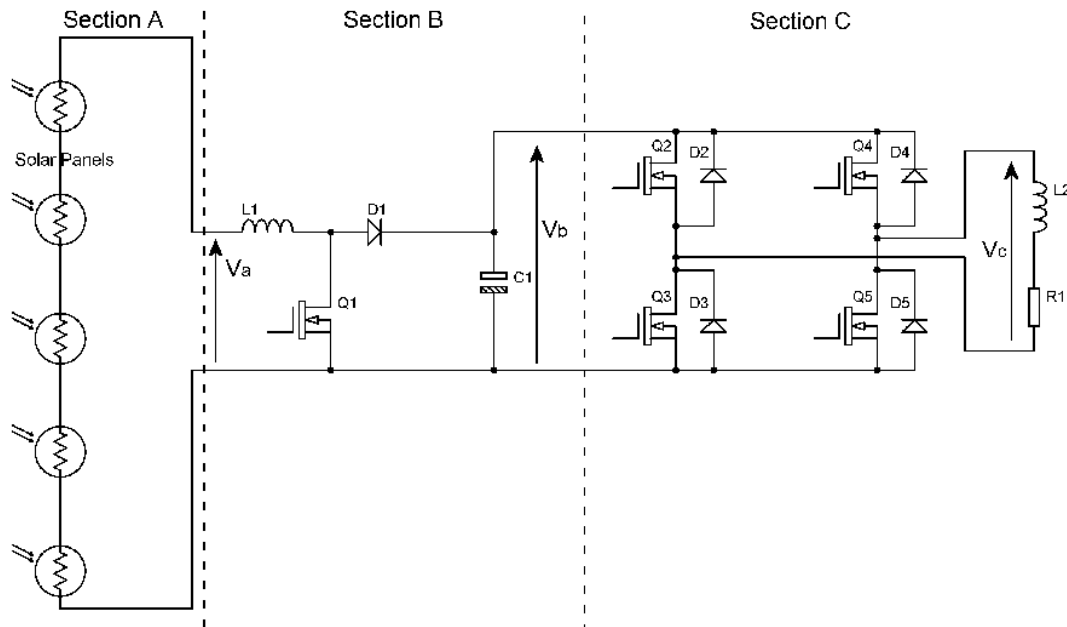 Section A
Section B
Section C
Solar Panels
L1
D1
Va
Q1
C1
Vb
Q2
D2
Q4
D4
Q3
D3
Q5
D5
Vc
L2
R1